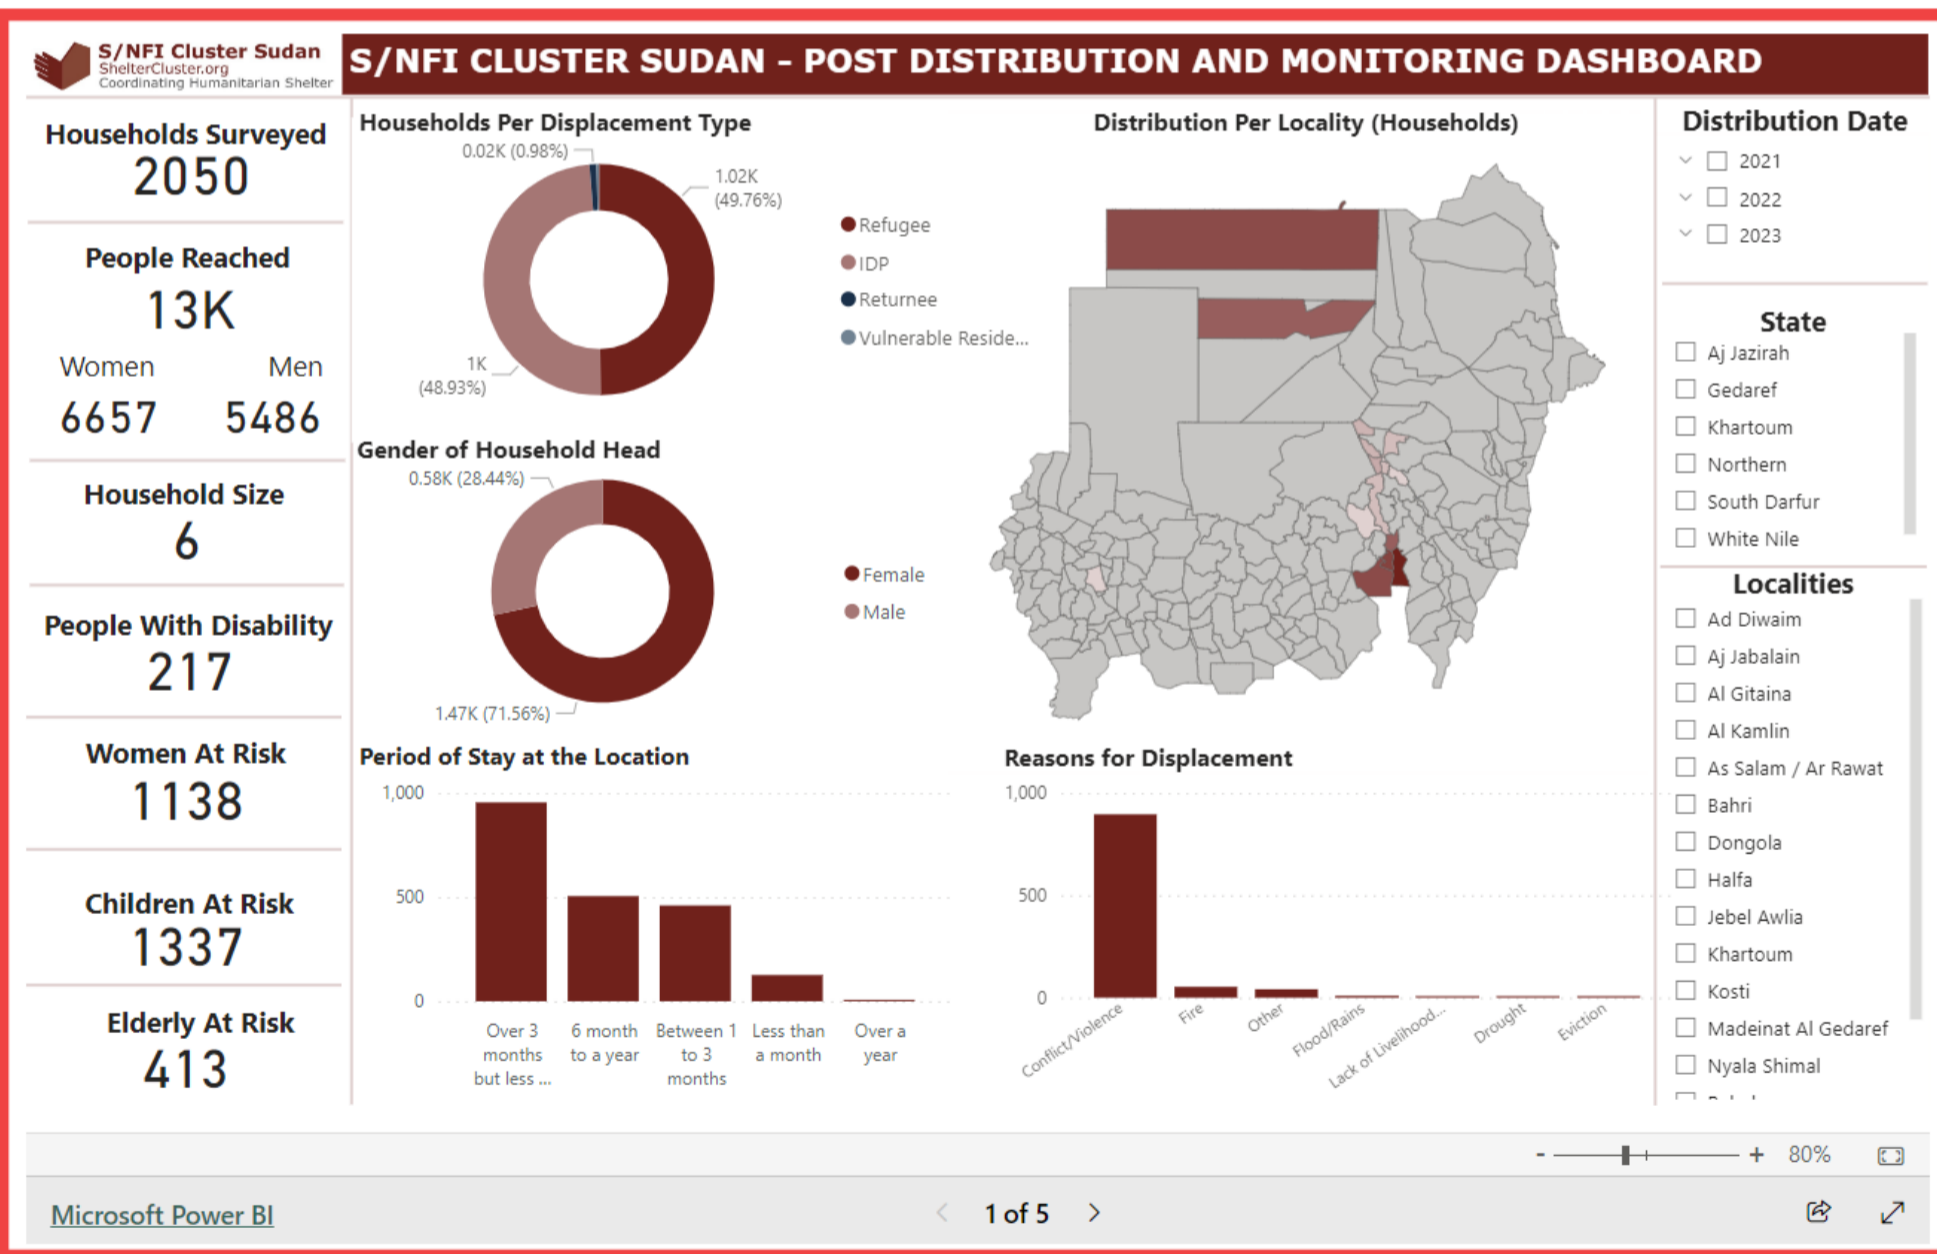 S/NFI Cluster Sudan
ShelterCluster.org
Coordinating Humanitarian Shelter
S/NFI CLUSTER SUDAN - POST DISTRIBUTION AND MONITORING DASHBOARD
Households Surveyed
2050
People Reached
13K
Women Men
6657 5486
Household Size
6
People With Disability
217
Women At Risk
1138
Children At Risk
1337
Elderly At Risk
413
Households Per Displacement Type
0.02K (0.98%)
1.02K
(49.76%)
1K
(48.93%)
Refugee
IDP
Returnee
Vulnerable Reside...
Gender of Household Head
0.58K (28.44%)
1.47K (71.56%)
Female
Male
Distribution Per Locality (Households)
Period of Stay at the Location
1,000
500
0
Over 3
months
but less ...
6 month
to a year
Between 1
to 3
months
Less than
a month
Over a
year
Reasons for Displacement
1,000
500
0
Conflict/Violence
Fire
Other
Flood/Rains
Lack of Livelihood...
Drought
Eviction
Distribution Date
2021
2022
2023
State
Aj Jazirah
Gedaref
Khartoum
Northern
South Darfur
White Nile
Localities
Ad Diwaim
Aj Jabalain
Al Gitaina
Al Kamlin
As Salam / Ar Rawat
Bahri
Dongola
Halfa
Jebel Awlia
Khartoum
Kosti
Madeinat Al Gedaref
Nyala Shimal
- + 80%
Microsoft Power BI
1 of 5